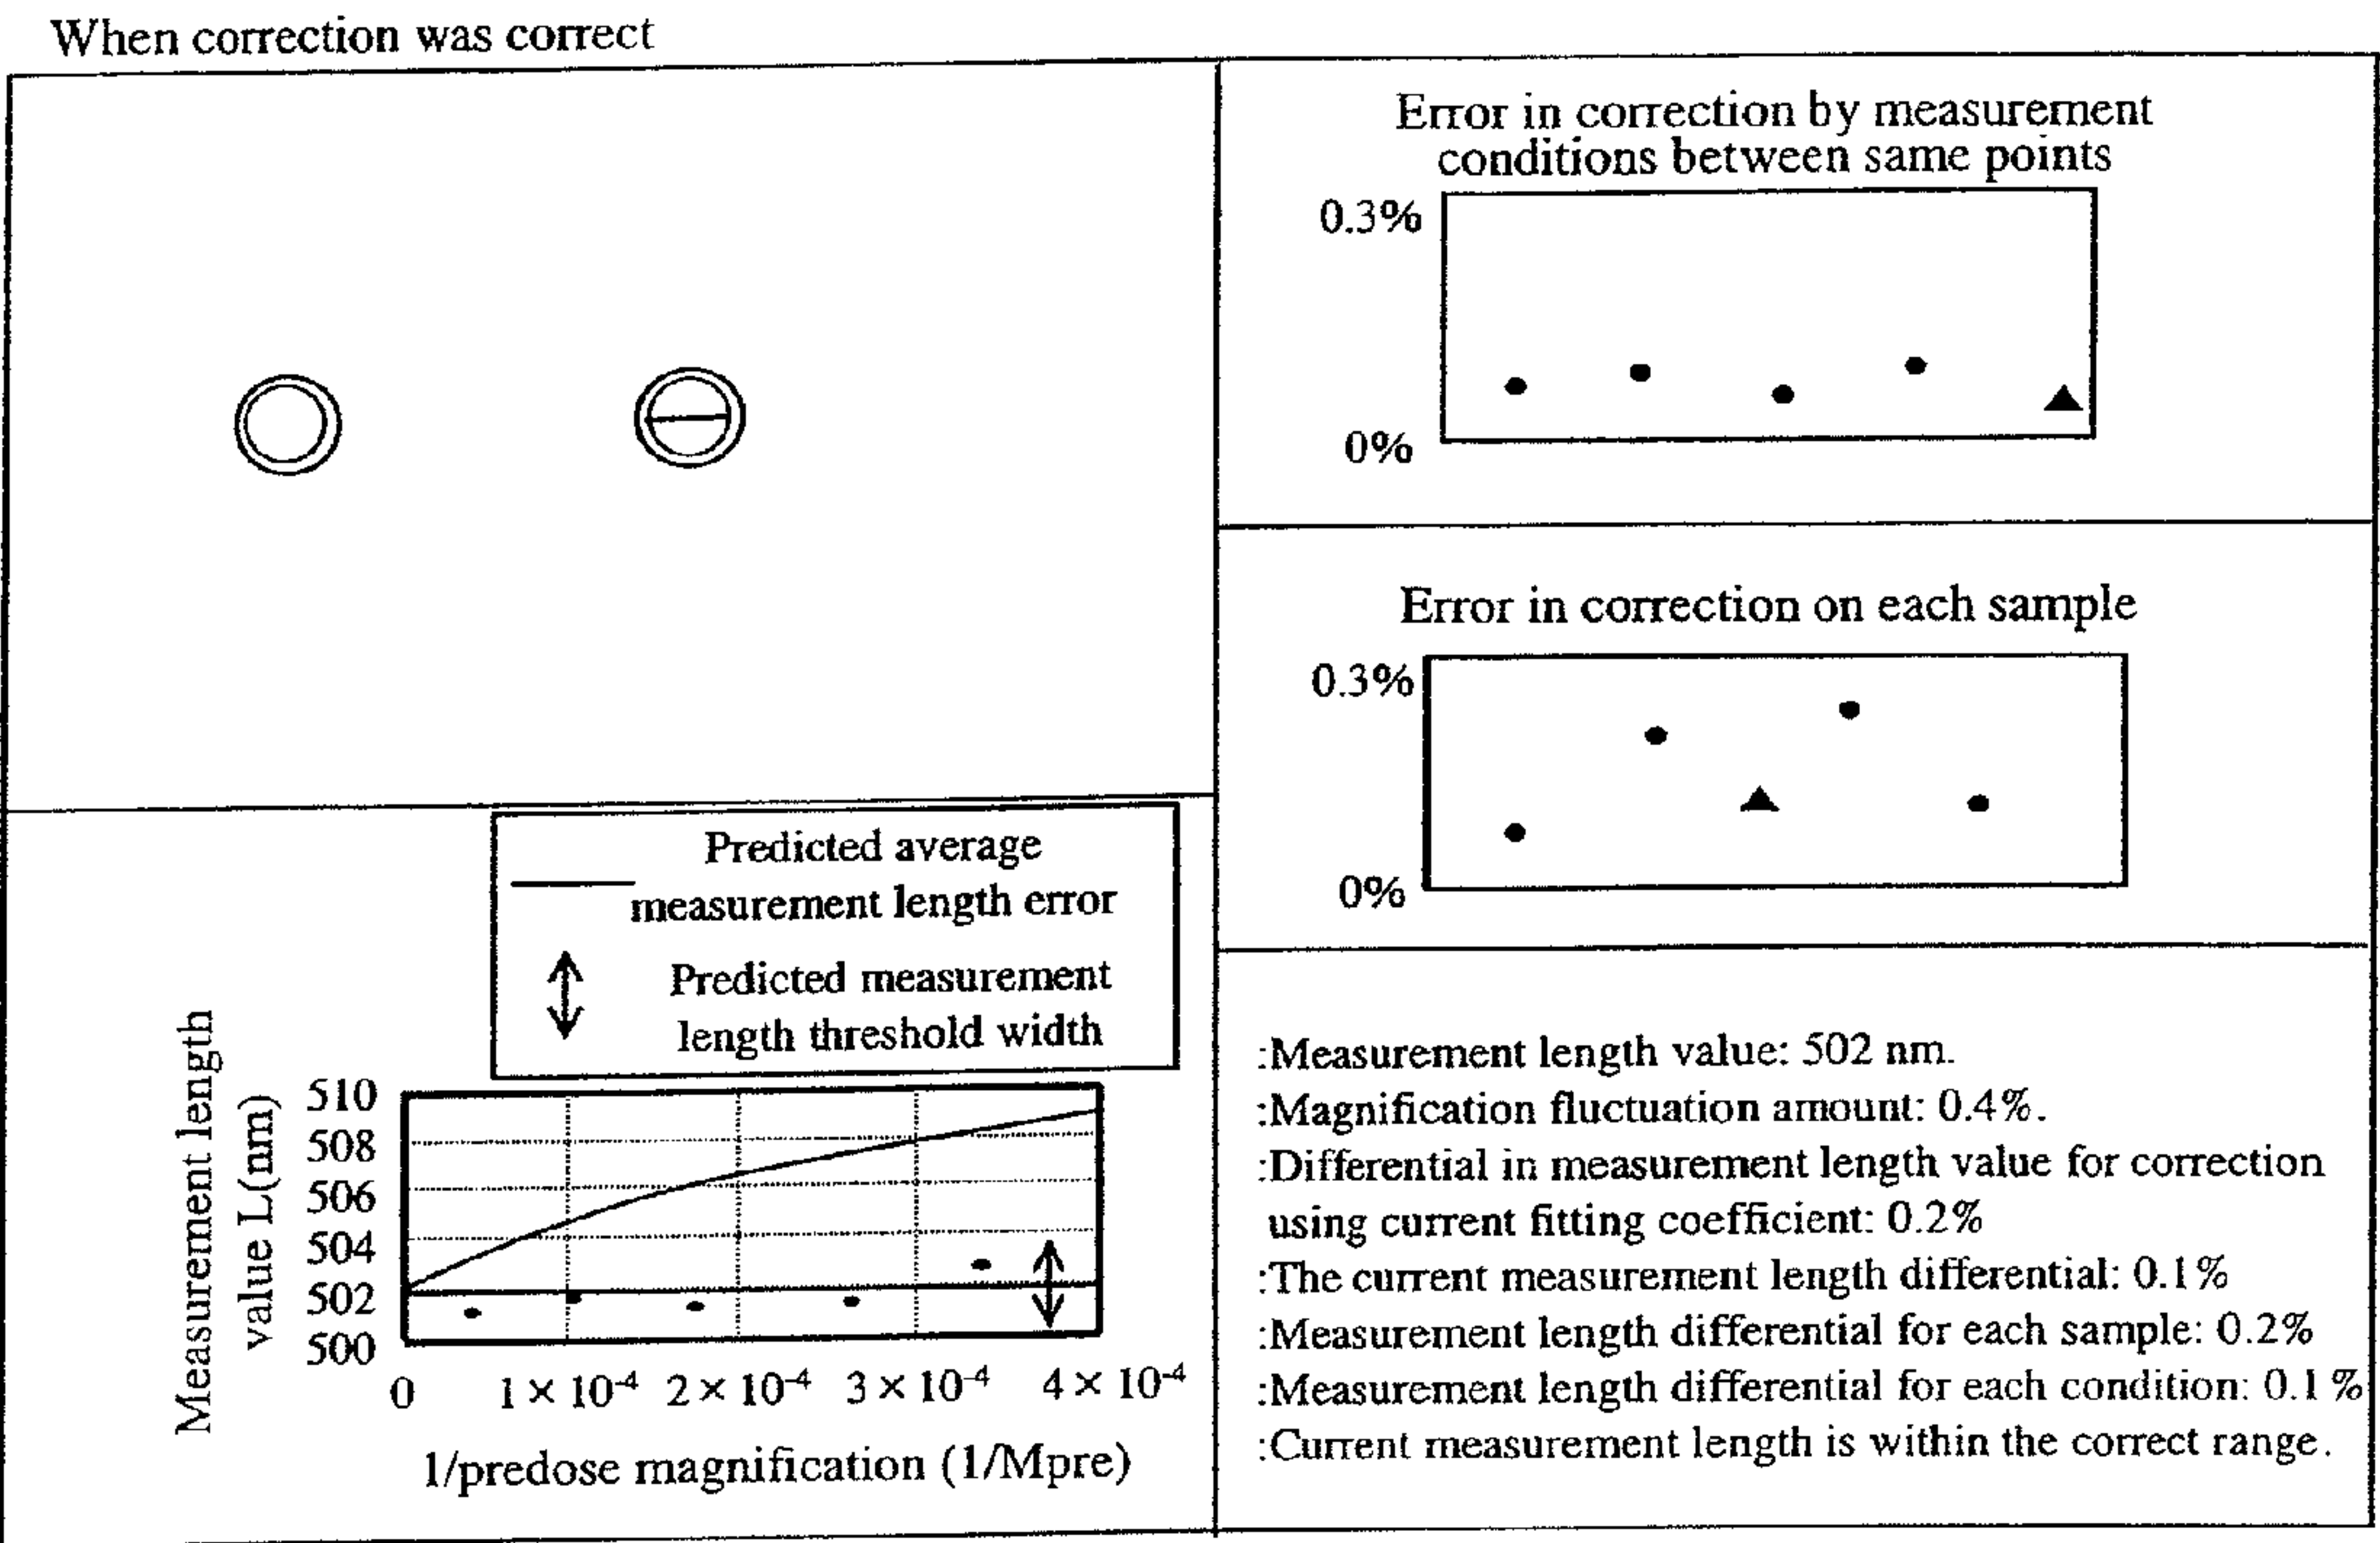 When correction was correct
Error in correction by measurement
conditions between same points
0.3%
0%
Error in correction on each sample
0.3%
0%
Predicted average
measurement length error
Predicted measurement
length threshold width
Measurement length
value L(nm)
510
508
506
504
502
500
0 1×10⁻⁴ 2×10⁻⁴ 3×10⁻⁴ 4×10⁻⁴
1/predose magnification (1/Mpre)
:Measurement length value: 502 nm.
:Magnification fluctuation amount: 0.4%.
:Differential in measurement length value for correction
using current fitting coefficient: 0.2%
:The current measurement length differential: 0.1%
:Measurement length differential for each sample: 0.2%
:Measurement length differential for each condition: 0.1%
:Current measurement length is within the correct range.